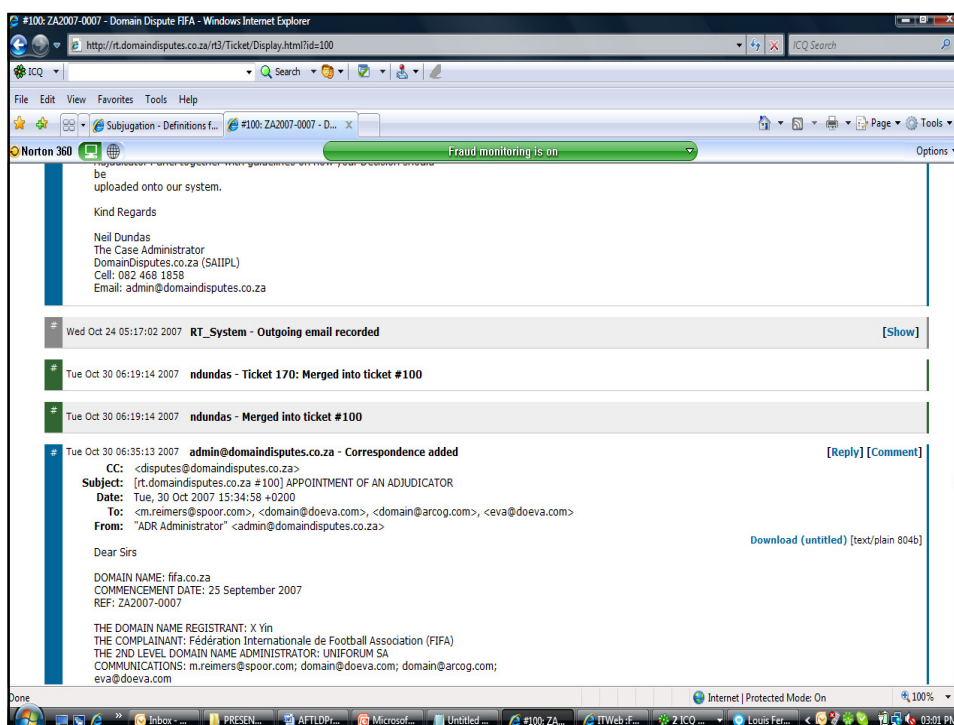 #100: ZA2007-0007 - Domain Dispute FIFA - Windows Internet Explorer
http://rt.domaindisputes.co.za/rt3/Ticket/Display.html?id=100
ICQ Search
ICQ
Search
File Edit View Favorites Tools Help
Subjugation - Definitions f...
#100: ZA2007-0007 - D... X
Page
Tools
Norton 360
Fraud monitoring is on
Options
Adjudicator Panel together with guidelines on how your Decision should
be
uploaded onto our system.
Kind Regards
Neil Dundas
The Case Administrator
DomainDisputes.co.za (SAIIPL)
Cell: 082 468 1858
Email: admin@domaindisputes.co.za
# Wed Oct 24 05:17:02 2007 RT_System - Outgoing email recorded [Show]
# Tue Oct 30 06:19:14 2007 ndundas - Ticket 170: Merged into ticket #100
# Tue Oct 30 06:19:14 2007 ndundas - Merged into ticket #100
# Tue Oct 30 06:35:13 2007 admin@domaindisputes.co.za - Correspondence added [Reply] [Comment]
CC: <disputes@domaindisputes.co.za>
Subject: [rt.domaindisputes.co.za #100] APPOINTMENT OF AN ADJUDICATOR
Date: Tue, 30 Oct 2007 15:34:58 +0200
To: <m.reimers@spoor.com>, <domain@doeva.com>, <domain@arcog.com>, <eva@doeva.com>
From: "ADR Administrator" <admin@domaindisputes.co.za>
Download (untitled) [text/plain 804b]
Dear Sirs
DOMAIN NAME: fifa.co.za
COMMENCEMENT DATE: 25 September 2007
REF: ZA2007-0007
THE DOMAIN NAME REGISTRANT: X Yin
THE COMPLAINANT: Fédération Internationale de Football Association (FIFA)
THE 2ND LEVEL DOMAIN NAME ADMINISTRATOR: UNIFORUM SA
COMMUNICATIONS: m.reimers@spoor.com; domain@doeva.com; domain@arcog.com;
eva@doeva.com
Done
Internet | Protected Mode: On
100%
Inbox - ...
PRESEN...
AFTLDPr...
Microsof...
Untitled ...
#100: ZA...
ITWeb :F...
2 ICQ ...
Louis Fer...
03:01 PM